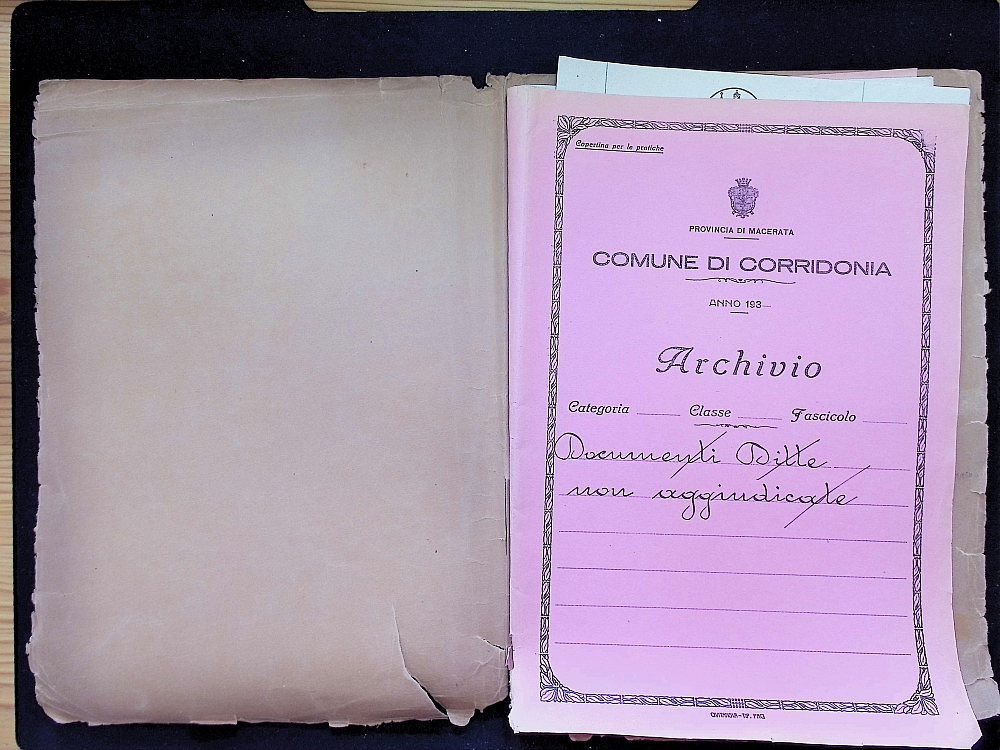 Copertina per le pratiche
PROVINCIA DI MACERATA
COMUNE DI CORRIDONIA
ANNO 193
Archivio
Categoria Classe Fascicolo
Documenti Ditte
non aggiudicate